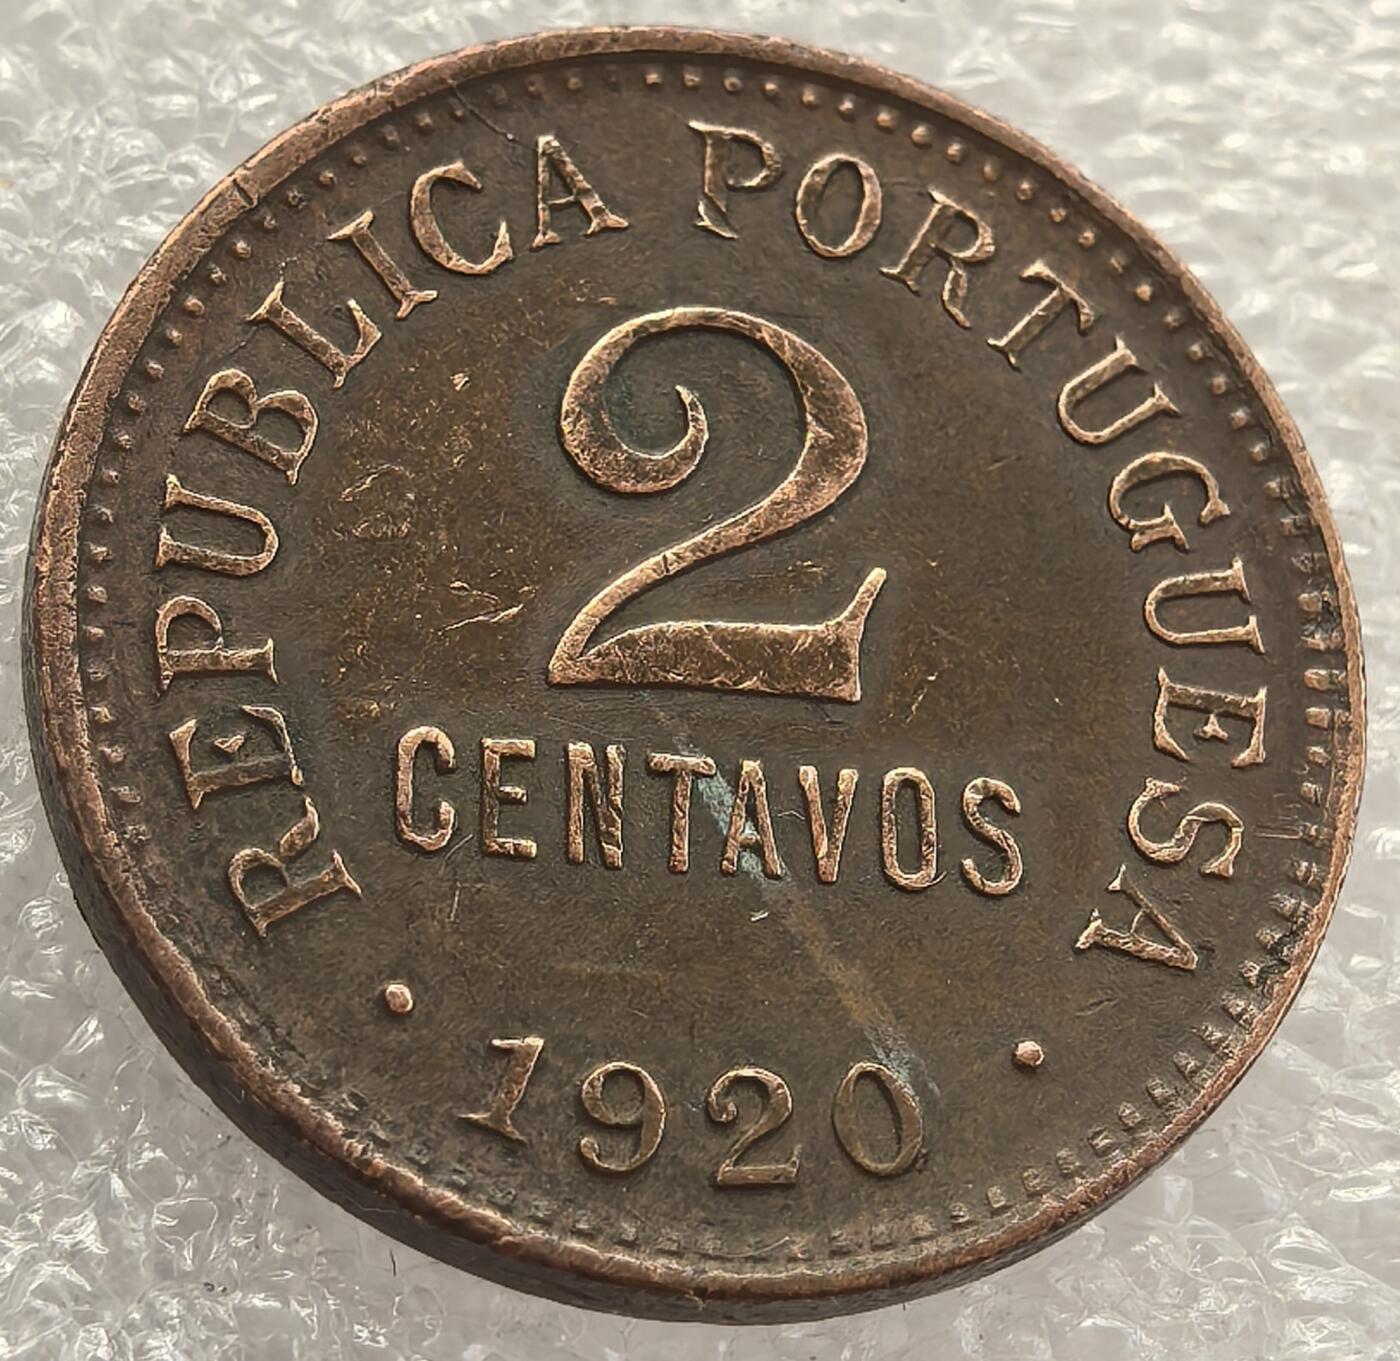 REPUBLICA PORTUGUESA
2
CENTAVOS
• 1920 •